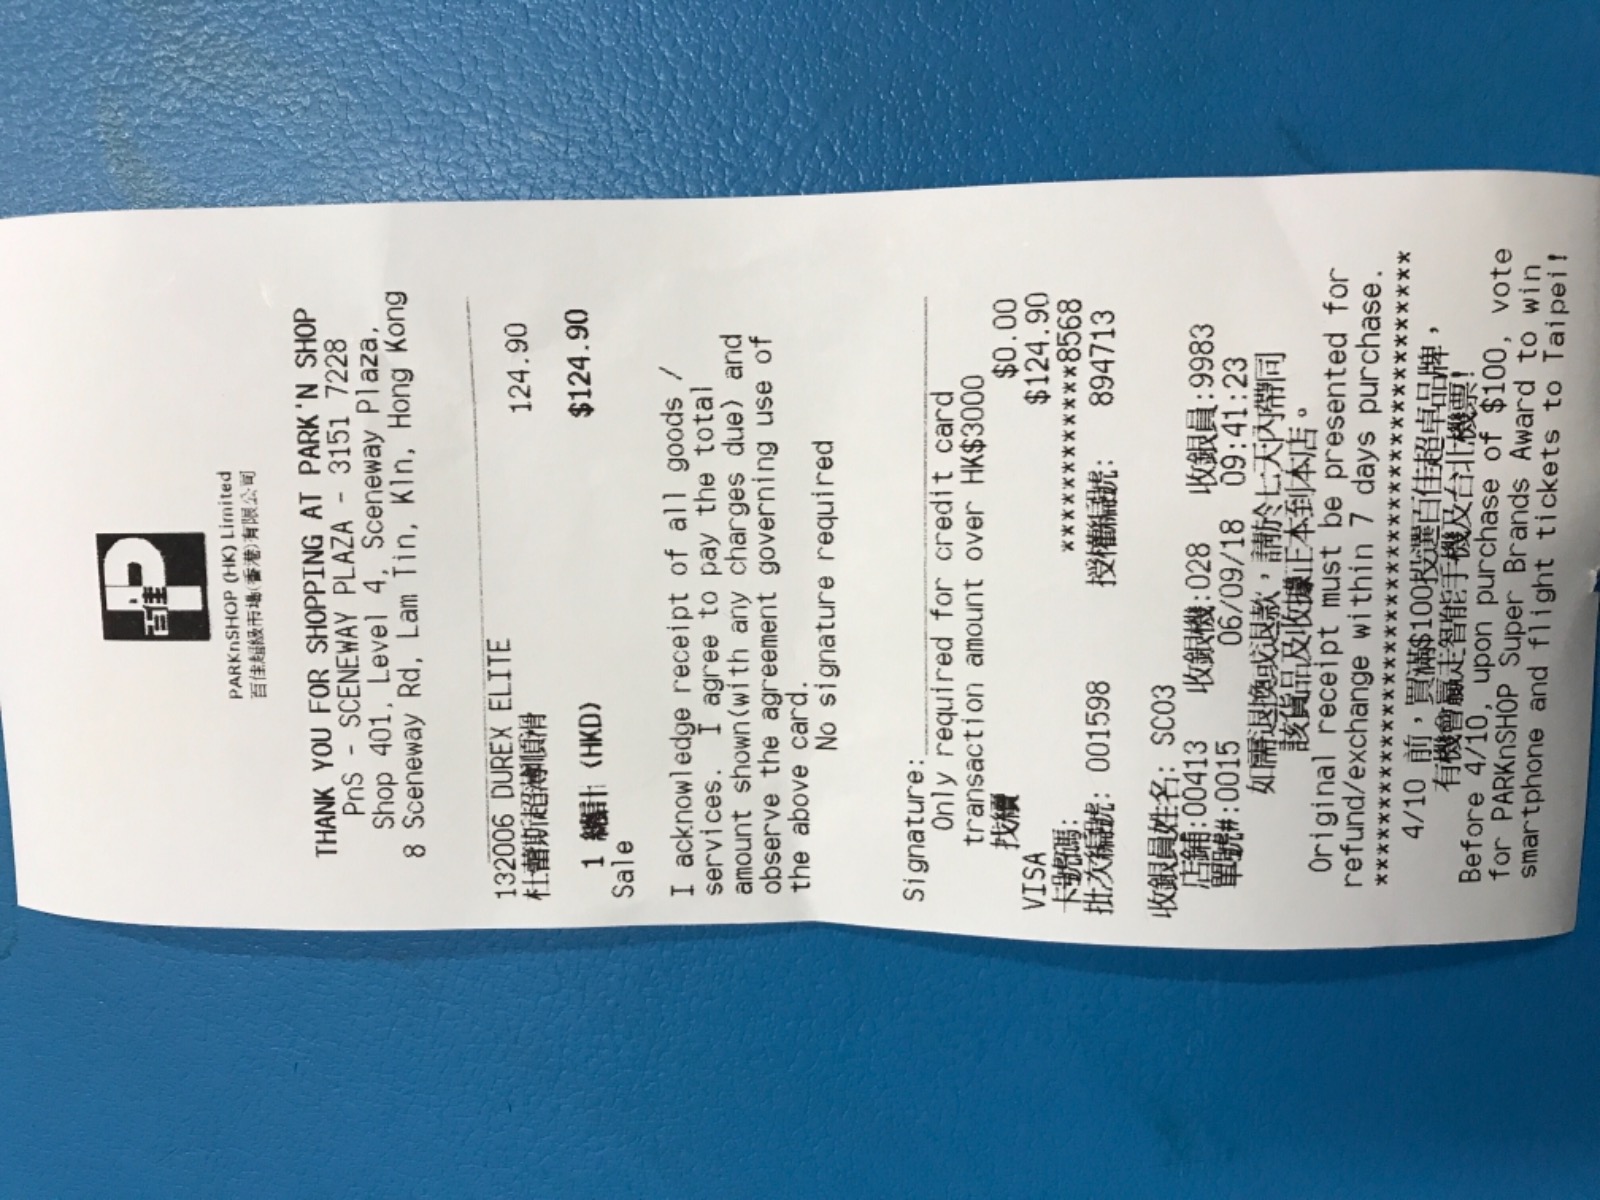 百佳
PARKnSHOP (HK) Limited
百佳超級市場(香港)有限公司
THANK YOU FOR SHOPPING AT PARK'N SHOP
PnS - SCENEWAY PLAZA - 3151 7228
Shop 401, Level 4, Sceneway Plaza,
8 Sceneway Rd, Lam Tin, Kln, Hong Kong
132006 DUREX ELITE 124.90
杜蕾斯超薄順滑
1 總計 (HKD) $124.90
Sale
I acknowledge receipt of all goods /
services. I agree to pay the total
amount shown(with any charges due) and
observe the agreement governing use of
the above card.
No signature required
Signature:
Only required for credit card
transaction amount over HK$3000
找續 $0.00
VISA $124.90
卡號碼: ************8568
批次編號: 001598 授權編號: 894713
收銀員姓名: SC03
店鋪:00413 收銀機:028 收銀員:9983
單號#:0015 06/09/18 09:41:23
如需退換或退款，請於七天內帶同
該貨品及收據正本到本店。
Original receipt must be presented for
refund/exchange within 7 days purchase.
**************************************
4/10 前，買滿$100投選百佳超卓品牌，
有機會贏走智能手機及台北機票!
Before 4/10, upon purchase of $100, vote
for PARKnSHOP Super Brands Award to win
smartphone and flight tickets to Taipei!